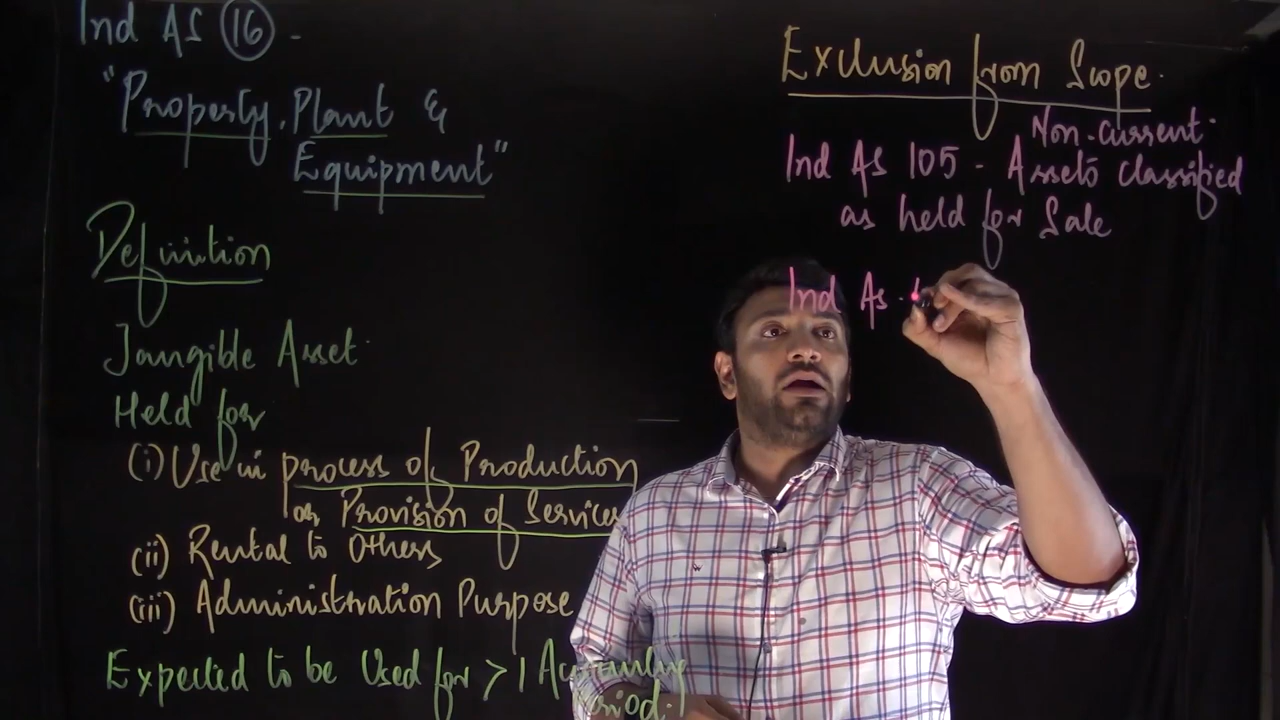 Ind AS 16 -
"Property, Plant &
Equipment"
Definition
Tangible Asset
Held for
(i) Use in process of Production
or Provision of Services
(ii) Rental to Others
(iii) Administration Purpose
Expected to be Used for > 1 Accounting
Period.
Exclusion from Scope.
Non-current
Ind AS 105 - Assets classified
as held for Sale
Ind As.